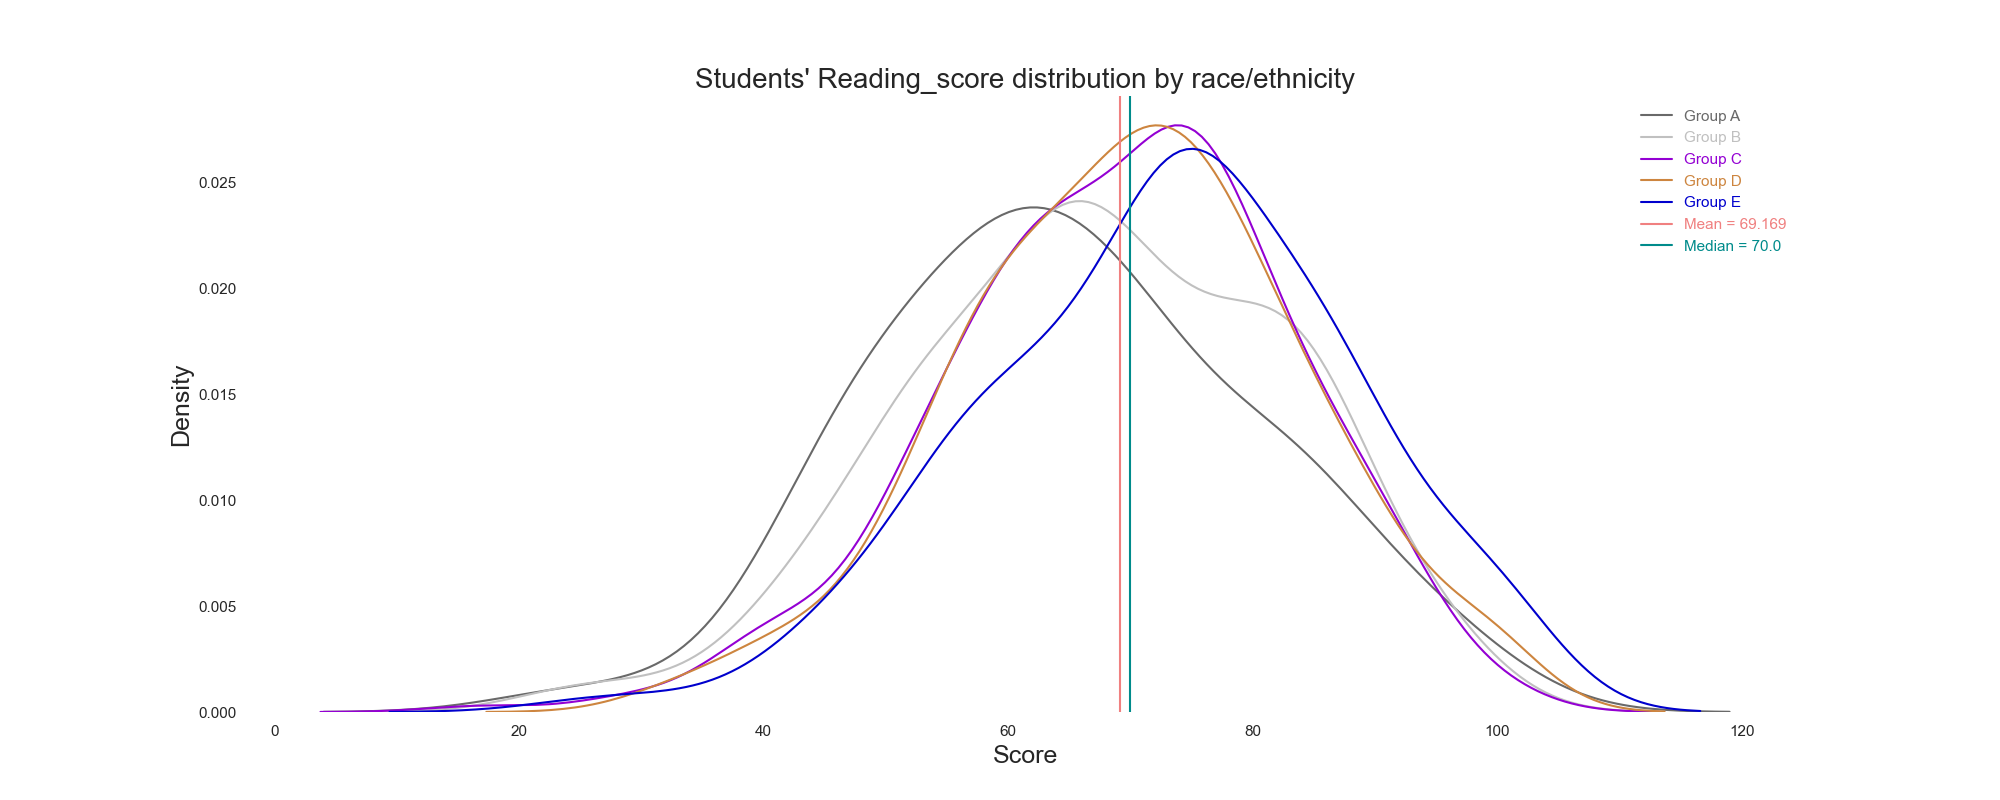 Students' Reading_score distribution by race/ethnicity
Group A
Group B
Group C
Group D
Group E
Mean = 69.169
Median = 70.0
Density
0.025
0.020
0.015
0.010
0.005
0.000
0 20 40 60 80 100 120
Score